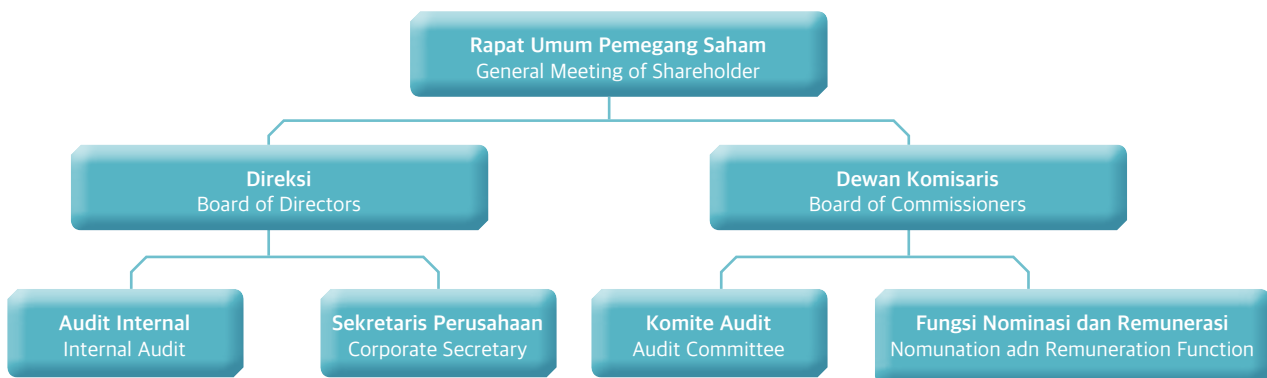 Rapat Umum Pemegang Saham
General Meeting of Shareholder
Direksi
Board of Directors
Dewan Komisaris
Board of Commissioners
Audit Internal
Internal Audit
Sekretaris Perusahaan
Corporate Secretary
Komite Audit
Audit Committee
Fungsi Nominasi dan Remunerasi
Nomunation adn Remuneration Function